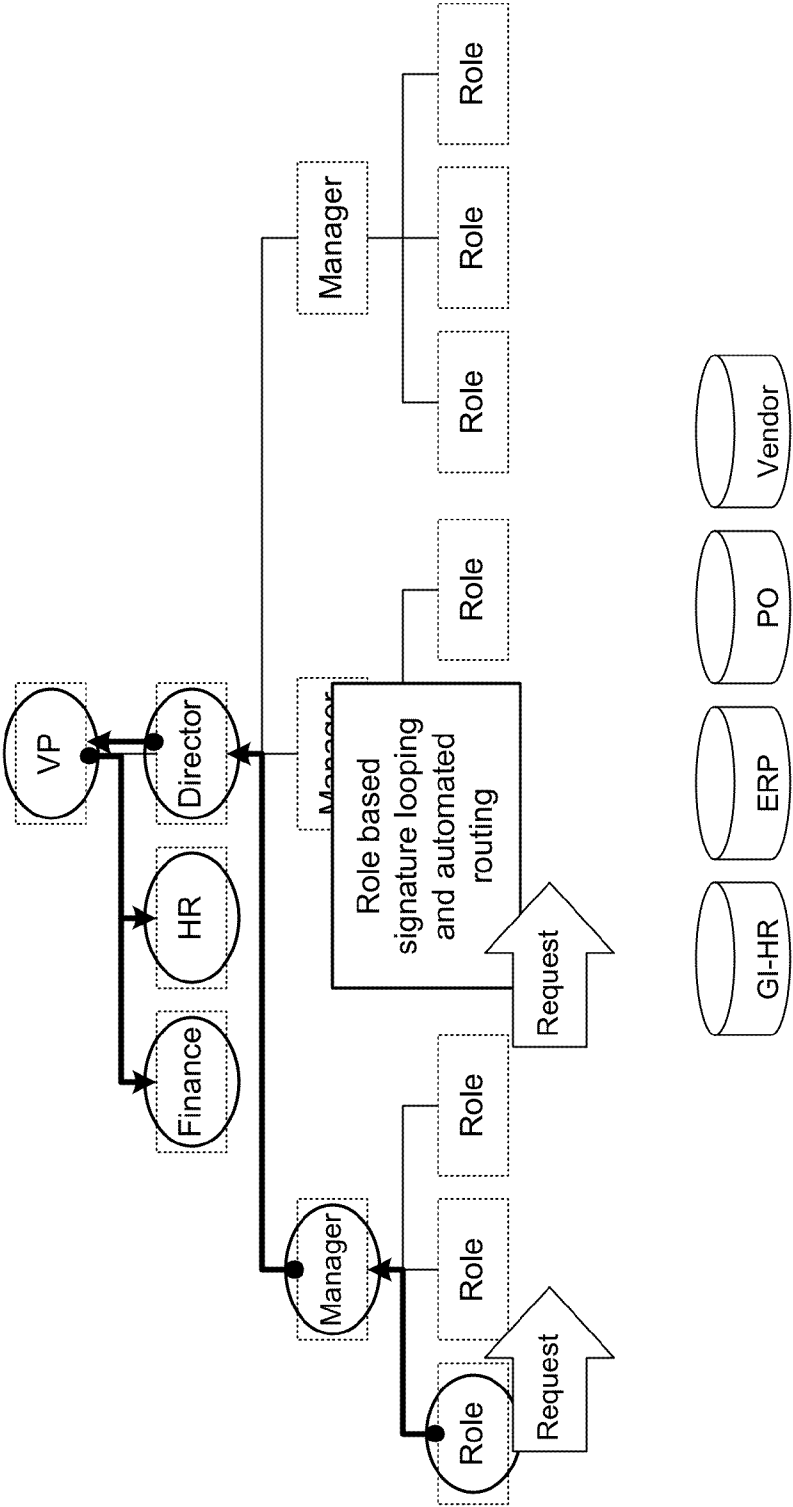 VP
Finance
HR
Director
Manager
Manager
Manager
Role based
signature looping
and automated
routing
Role
Role
Role
Role
Role
Role
Role
Request
Request
GI-HR
ERP
PO
Vendor